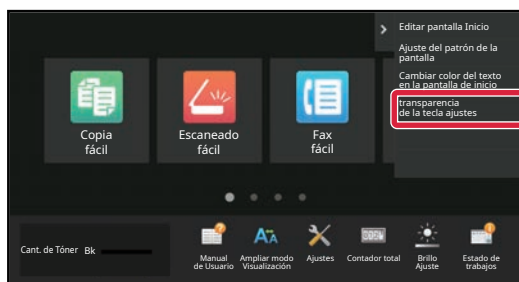 Editar pantalla Inicio
Ajuste del patrón de la
pantalla
Cambiar color del texto
en la pantalla de inicio
transparencia
de la tecla ajustes
Copia
fácil
Escaneado
fácil
Fax
fácil
Cant. de Tóner Bk
Manual
de Usuario
Ampliar modo
Visualización
Ajustes
Contador total
Brillo
Ajuste
Estado de
trabajos